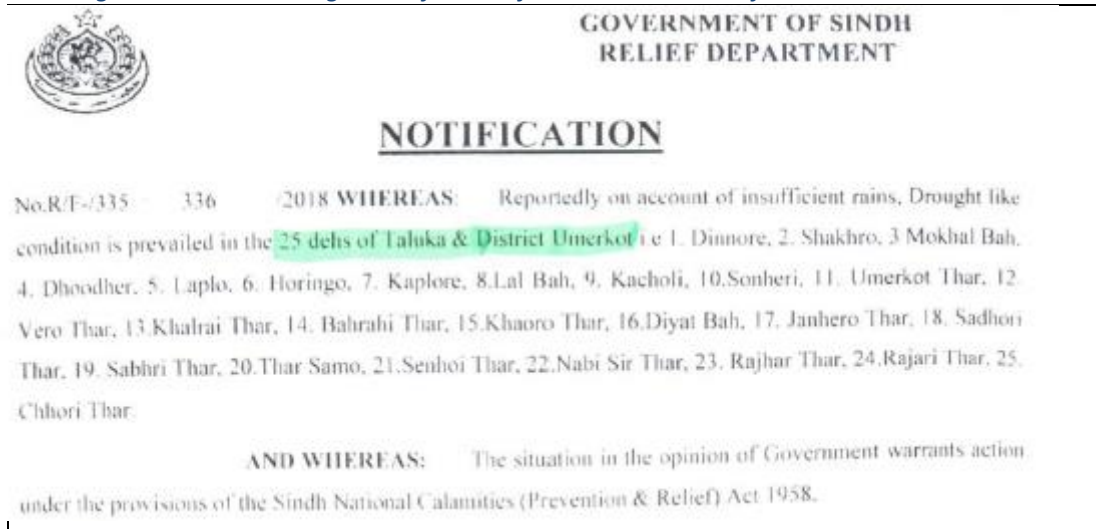 GOVERNMENT OF SINDH
RELIEF DEPARTMENT
NOTIFICATION
No.R/F-/335 336 /2018 WHEREAS: Reportedly on account of insufficient rains, Drought like
condition is prevailed in the 25 dehs of Taluka & District Umerkot i.e 1. Dinnore, 2. Shakhro, 3 Mokhal Bah,
4. Dhoodher, 5. Laplo, 6. Horingo, 7. Kaplore, 8.Lal Bah, 9. Kacholi, 10.Sonheri, 11. Umerkot Thar, 12.
Vero Thar, 13.Khalrai Thar, 14. Bahrahi Thar, 15.Khaoro Thar, 16.Diyat Bah, 17. Janhero Thar, 18. Sadhori
Thar, 19. Sabhri Thar, 20.Thar Samo, 21.Senhoi Thar, 22.Nabi Sir Thar, 23. Rajhar Thar, 24.Rajari Thar, 25.
Chhori Thar.
AND WHEREAS: The situation in the opinion of Government warrants action
under the provisions of the Sindh National Calamities (Prevention & Relief) Act 1958.